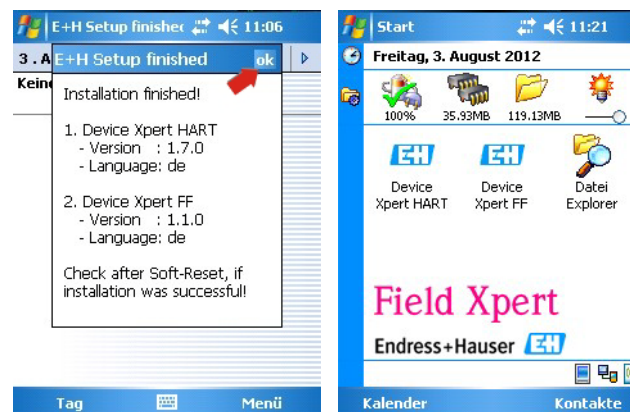 E+H Setup finished 11:06
3. A
E+H Setup finished ok
Installation finished!
1. Device Xpert HART
- Version : 1.7.0
- Language: de
2. Device Xpert FF
- Version : 1.1.0
- Language: de
Check after Soft-Reset, if
installation was successful!
Tag Menü
Start 11:21
Freitag, 3. August 2012
100% 35.93MB 119.13MB
E+H E+H
Device Device Datei
Xpert HART Xpert FF Explorer
Field Xpert
Endress+Hauser E+H
Kalender Kontakte